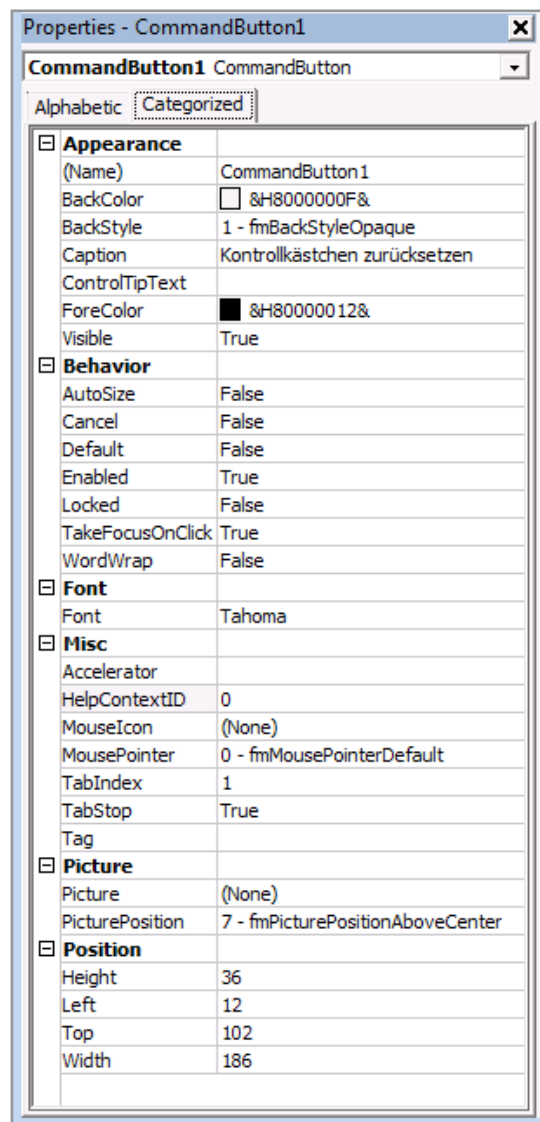 Properties - CommandButton1
CommandButton1 CommandButton
Alphabetic Categorized
Appearance
(Name) CommandButton1
BackColor &H8000000F&
BackStyle 1 - fmBackStyleOpaque
Caption Kontrollkästchen zurücksetzen
ControlTipText
ForeColor &H80000012&
Visible True
Behavior
AutoSize False
Cancel False
Default False
Enabled True
Locked False
TakeFocusOnClick True
WordWrap False
Font
Font Tahoma
Misc
Accelerator
HelpContextID 0
MouseIcon (None)
MousePointer 0 - fmMousePointerDefault
TabIndex 1
TabStop True
Tag
Picture
Picture (None)
PicturePosition 7 - fmPicturePositionAboveCenter
Position
Height 36
Left 12
Top 102
Width 186